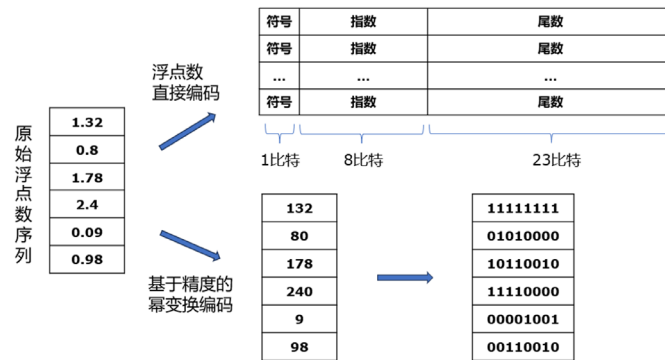 符号 指数 尾数
符号 指数 尾数
... ... ...
符号 指数 尾数
1比特 8比特 23比特
浮点数
直接编码
原始浮点数序列
1.32
0.8
1.78
2.4
0.09
0.98
基于精度的
幂变换编码
132
80
178
240
9
98
11111111
01010000
10110010
11110000
00001001
00110010